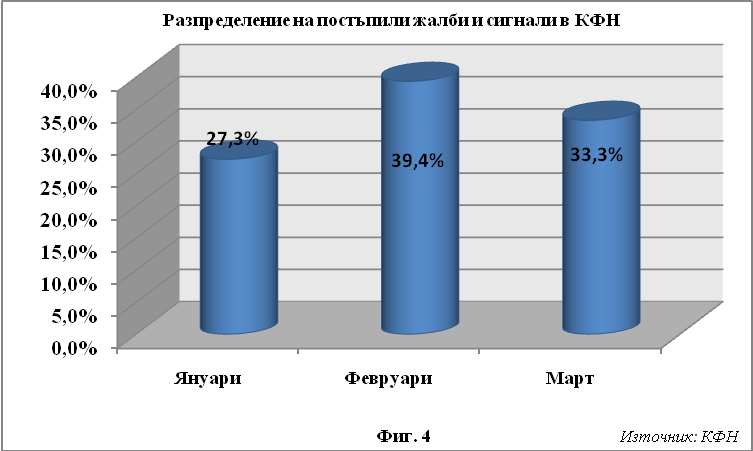 Разпределение на постъпили жалби и сигнали в КФН
40,0%
35,0%
30,0%
25,0%
20,0%
15,0%
10,0%
5,0%
0,0%
27,3%
39,4%
33,3%
Януари
Февруари
Март
Фиг. 4
Източник: КФН